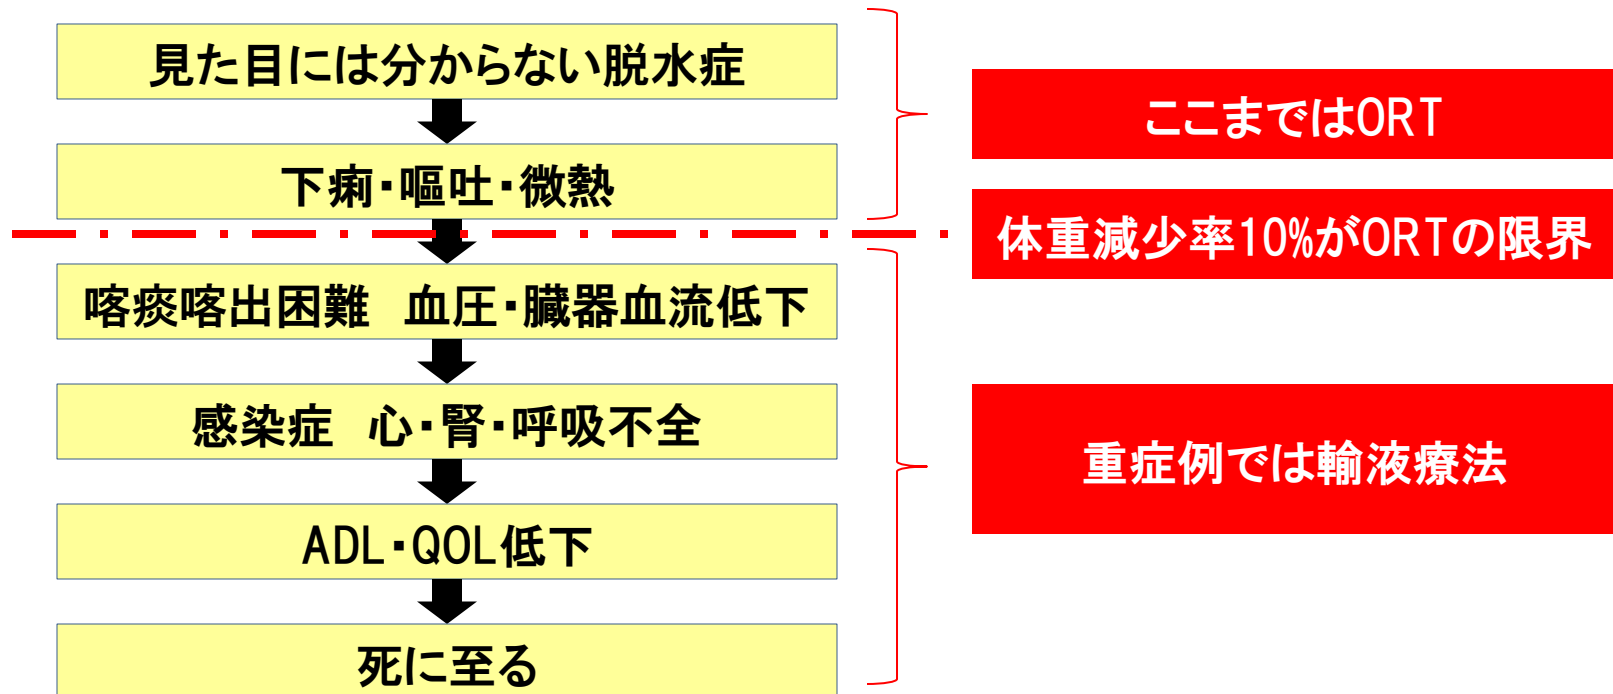 見た目には分からない脱水症
下痢・嘔吐・微熱
喀痰喀出困難　血圧・臓器血流低下
感染症　心・腎・呼吸不全
ADL・QOL低下
死に至る
ここまではORT
体重減少率10%がORTの限界
重症例では輸液療法